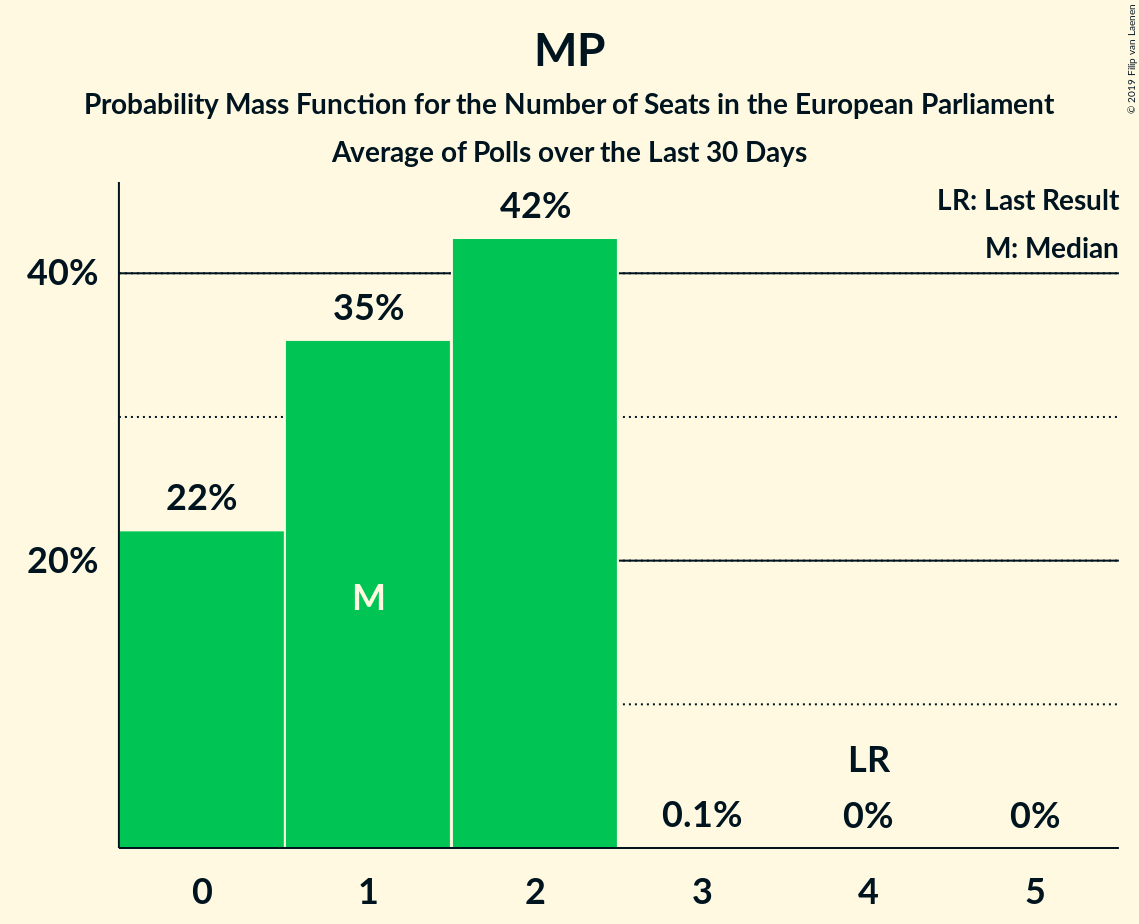 MP
Probability Mass Function for the Number of Seats in the European Parliament
Average of Polls over the Last 30 Days
© 2019 Filip van Laenen
LR: Last Result
M: Median
42%
40%
35%
22%
20%
M
LR
0.1%
0%
0%
0
1
2
3
4
5